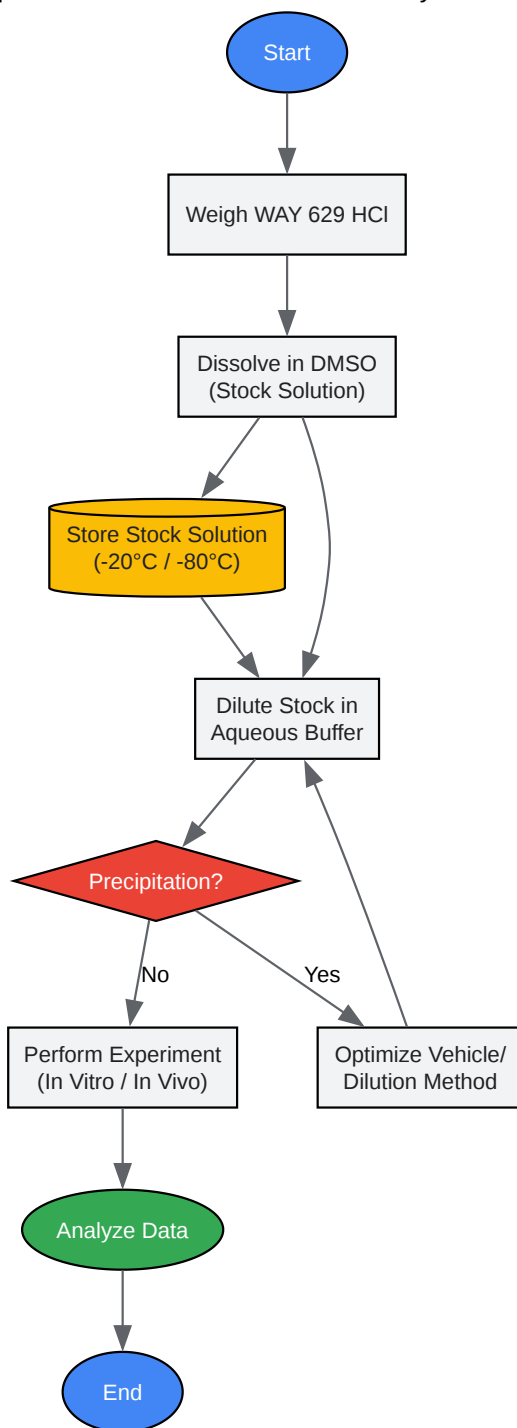 Start
Weigh WAY 629 HCl
Dissolve in DMSO
(Stock Solution)
Store Stock Solution
(-20°C / -80°C)
Dilute Stock in
Aqueous Buffer
Precipitation?
No
Yes
Perform Experiment
(In Vitro / In Vivo)
Optimize Vehicle/
Dilution Method
Analyze Data
End